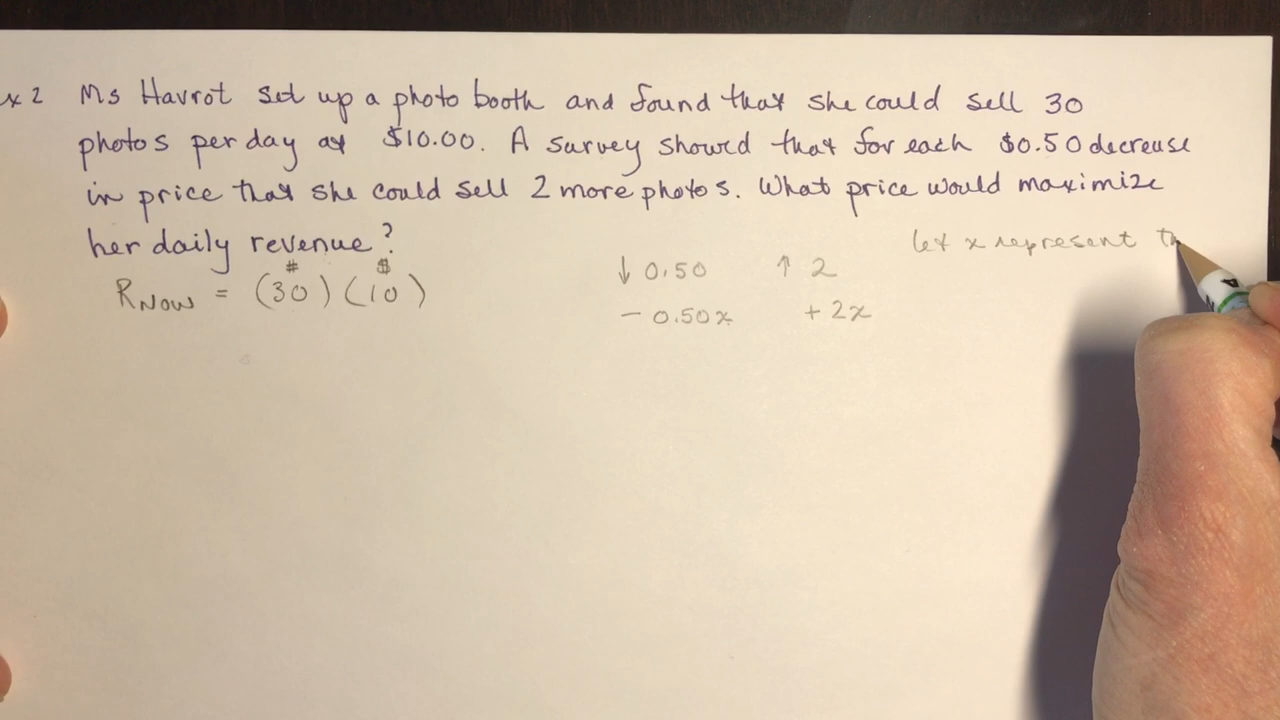 x 2 Ms Havrot set up a photo booth and found that she could sell 30
photos per day at $10.00. A survey showed that for each $0.50 decrease
in price that she could sell 2 more photos. What price would maximize
her daily revenue?
let x represent th
# $
R NOW = (30)(10)
↓ 0.50 ↑ 2
- 0.50x + 2x